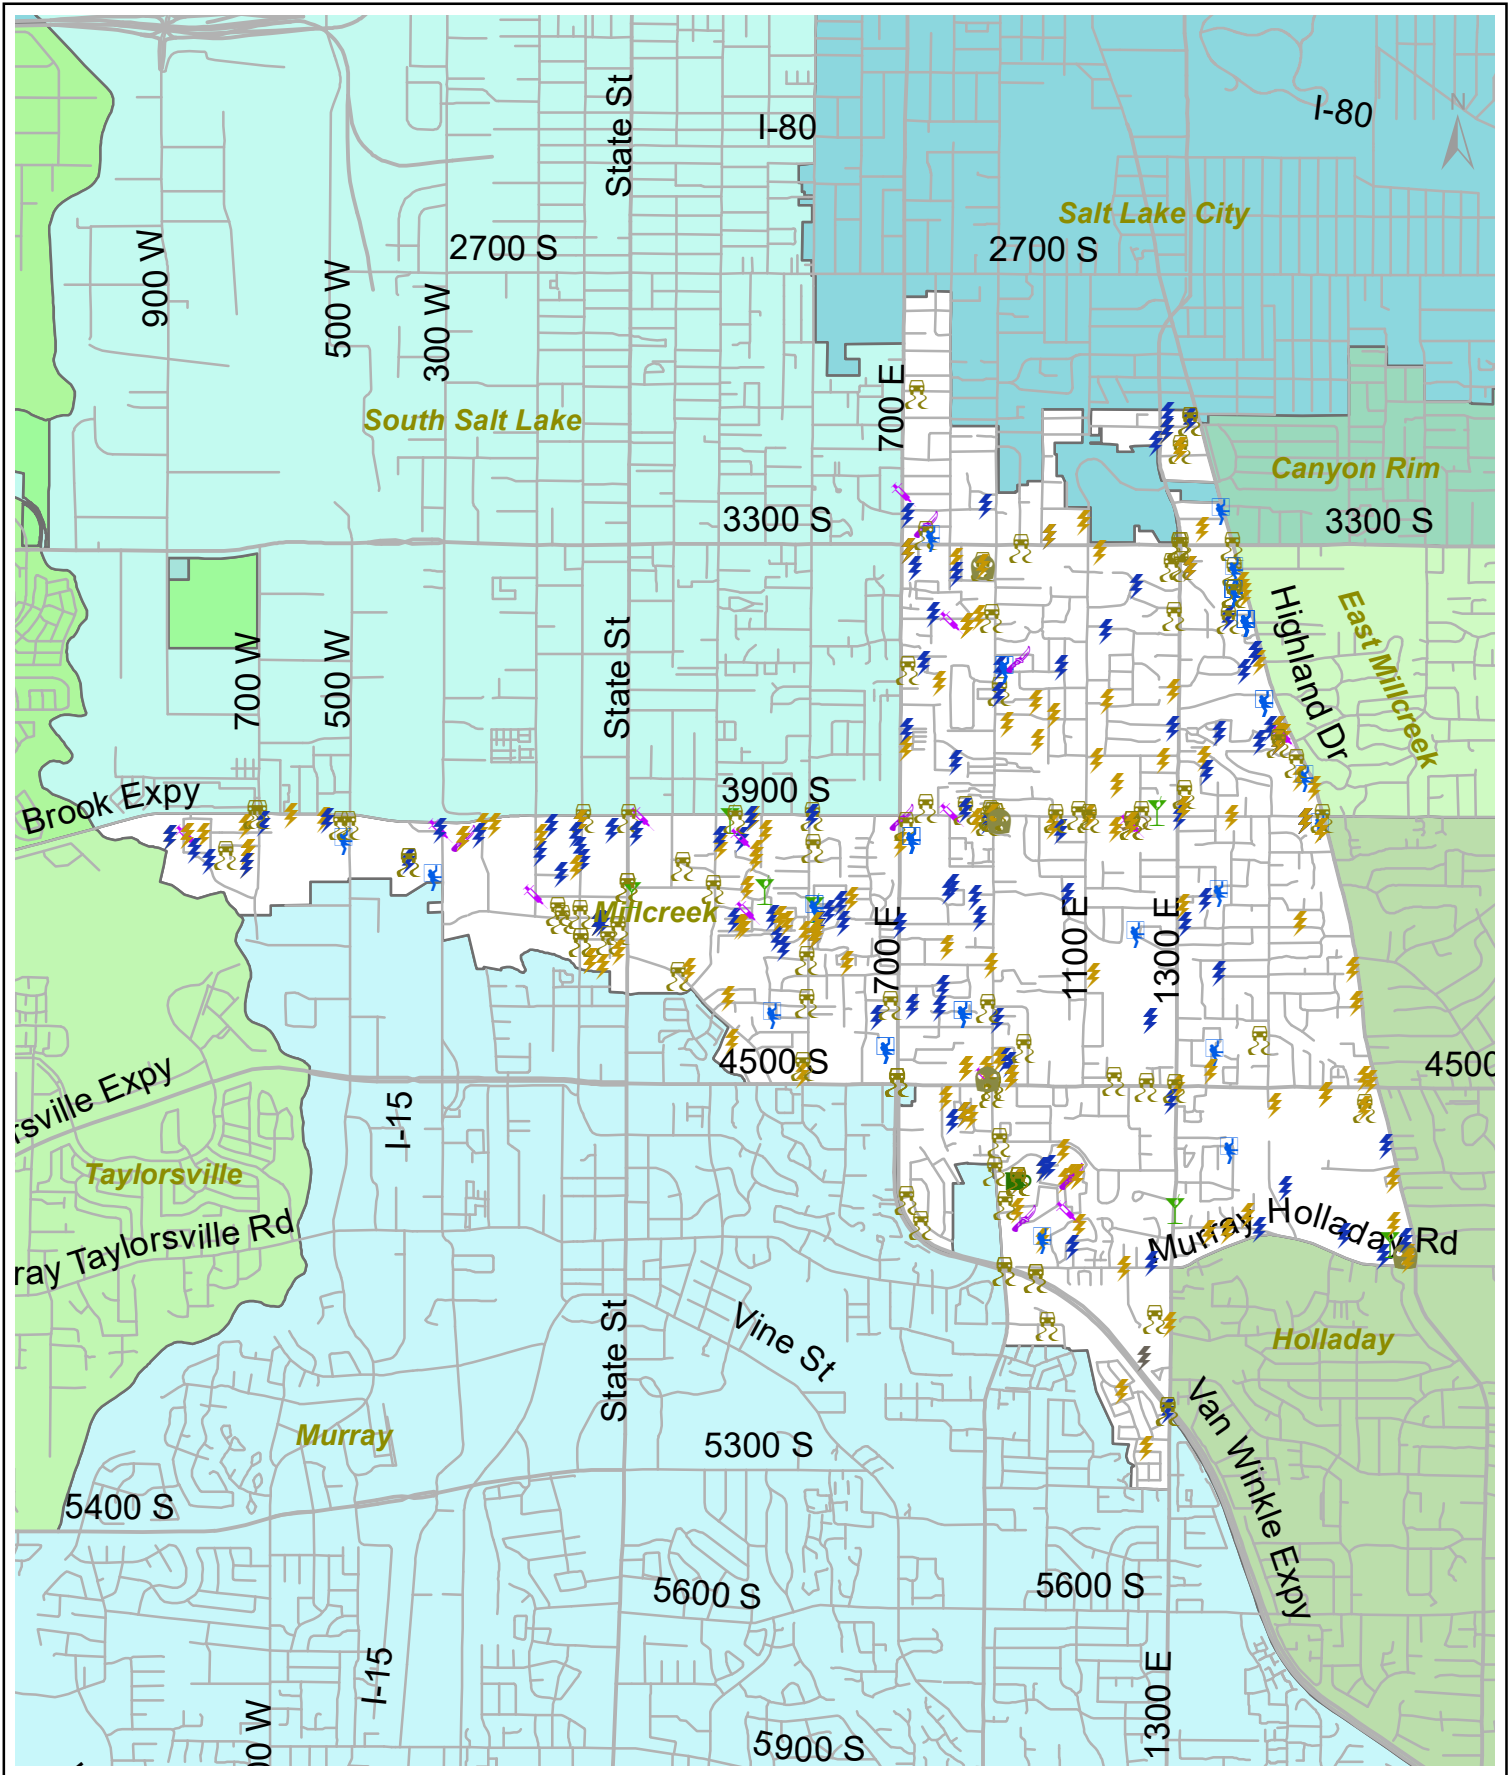 State St
I-80
I-80
N
Salt Lake City
2700 S
2700 S
900 W
500 W
300 W
700 E
South Salt Lake
Canyon Rim
3300 S
3300 S
Highland Dr
East Millcreek
State St
700 W
500 W
3900 S
Brook Expy
Millcreek
700 E
1100 E
1300 E
4500 S
4500
rsville Expy
I-15
Taylorsville
Murray Holladay Rd
ray Taylorsville Rd
State St
Vine St
Holladay
Van Winkle Expy
Murray
5300 S
5400 S
5600 S
5600 S
I-15
1300 E
00 W
5900 S